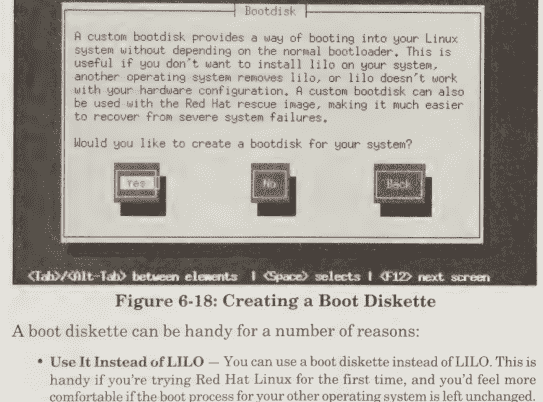 Bootdisk
A custom bootdisk provides a way of booting into your Linux
system without depending on the normal bootloader. This is
useful if you don't want to install lilo on your system,
another operating system removes lilo, or lilo doesn't work
with your hardware configuration. A custom bootdisk can also
be used with the Red Hat rescue image, making it much easier
to recover from severe system failures.
Would you like to create a bootdisk for your system?
Yes No Back
<Tab>/<Alt-Tab> between elements | <Space> selects | <F12> next screen
Figure 6-18: Creating a Boot Diskette
A boot diskette can be handy for a number of reasons:
• Use It Instead of LILO — You can use a boot diskette instead of LILO. This is
handy if you're trying Red Hat Linux for the first time, and you'd feel more
comfortable if the boot process for your other operating system is left unchanged.